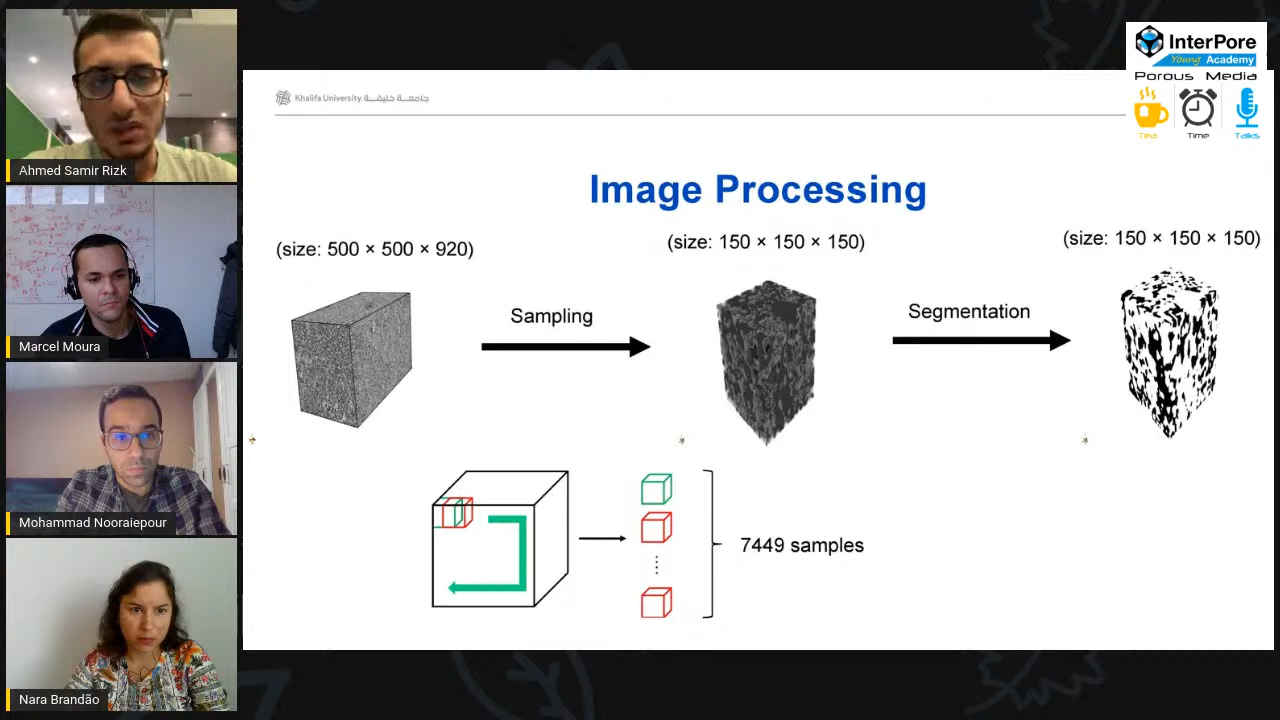 Ahmed Samir Rizk
Marcel Moura
Mohammad Nooraiepour
Nara Brandão
Khalifa University جامعة خليفة
InterPore
Young Academy
Porous Media
Tea Time Talks
Image Processing
(size: 500 × 500 × 920)
(size: 150 × 150 × 150)
(size: 150 × 150 × 150)
Sampling
Segmentation
7449 samples